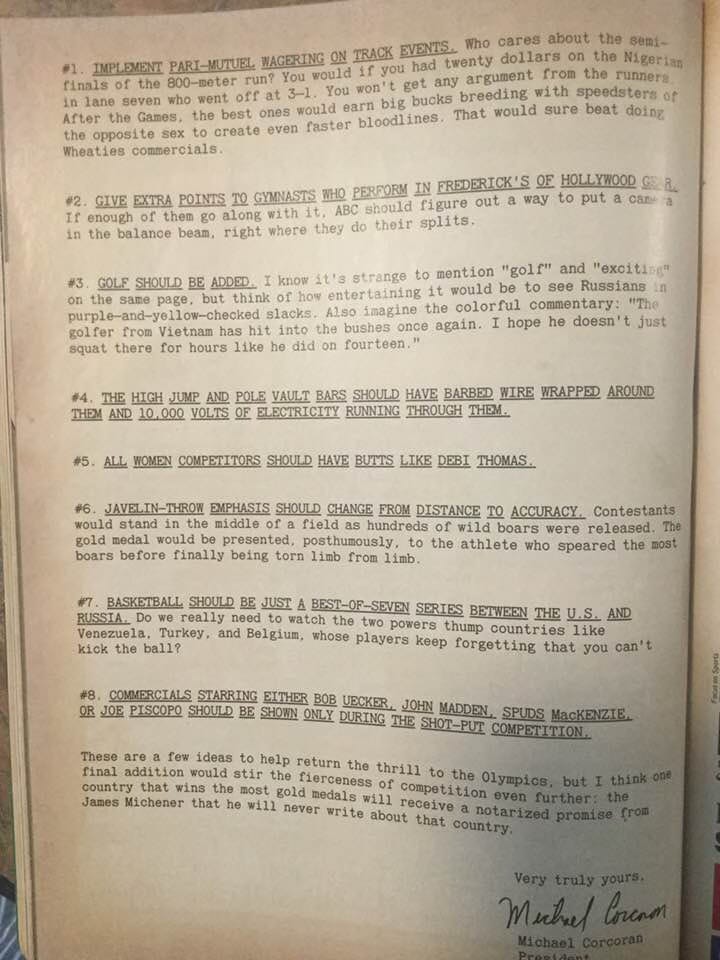 #1. IMPLEMENT PARI-MUTUEL WAGERING ON TRACK EVENTS. Who cares about the semi-
finals of the 800-meter run? You would if you had twenty dollars on the Nigerian
in lane seven who went off at 3-1. You won't get any argument from the runners
After the Games, the best ones would earn big bucks breeding with speedsters of
the opposite sex to create even faster bloodlines. That would sure beat doing
Wheaties commercials.
#2. GIVE EXTRA POINTS TO GYMNASTS WHO PERFORM IN FREDERICK'S OF HOLLYWOOD GEAR.
If enough of them go along with it, ABC should figure out a way to put a camera
in the balance beam, right where they do their splits.
#3. GOLF SHOULD BE ADDED. I know it's strange to mention "golf" and "exciting"
on the same page, but think of how entertaining it would be to see Russians in
purple-and-yellow-checked slacks. Also imagine the colorful commentary: "The
golfer from Vietnam has hit into the bushes once again. I hope he doesn't just
squat there for hours like he did on fourteen."
#4. THE HIGH JUMP AND POLE VAULT BARS SHOULD HAVE BARBED WIRE WRAPPED AROUND
THEM AND 10,000 VOLTS OF ELECTRICITY RUNNING THROUGH THEM.
#5. ALL WOMEN COMPETITORS SHOULD HAVE BUTTS LIKE DEBI THOMAS.
#6. JAVELIN-THROW EMPHASIS SHOULD CHANGE FROM DISTANCE TO ACCURACY. Contestants
would stand in the middle of a field as hundreds of wild boars were released. The
gold medal would be presented, posthumously, to the athlete who speared the most
boars before finally being torn limb from limb.
#7. BASKETBALL SHOULD BE JUST A BEST-OF-SEVEN SERIES BETWEEN THE U.S. AND
RUSSIA. Do we really need to watch the two powers thump countries like
Venezuela, Turkey, and Belgium, whose players keep forgetting that you can't
kick the ball?
#8. COMMERCIALS STARRING EITHER BOB UECKER, JOHN MADDEN, SPUDS MacKENZIE,
OR JOE PISCOPO SHOULD BE SHOWN ONLY DURING THE SHOT-PUT COMPETITION.
These are a few ideas to help return the thrill to the Olympics, but I think one
final addition would stir the fierceness of competition even further: the
country that wins the most gold medals will receive a notarized promise from
James Michener that he will never write about that country.
Very truly yours,
Michael Corcoran
Michael Corcoran
President
Focus on Sports